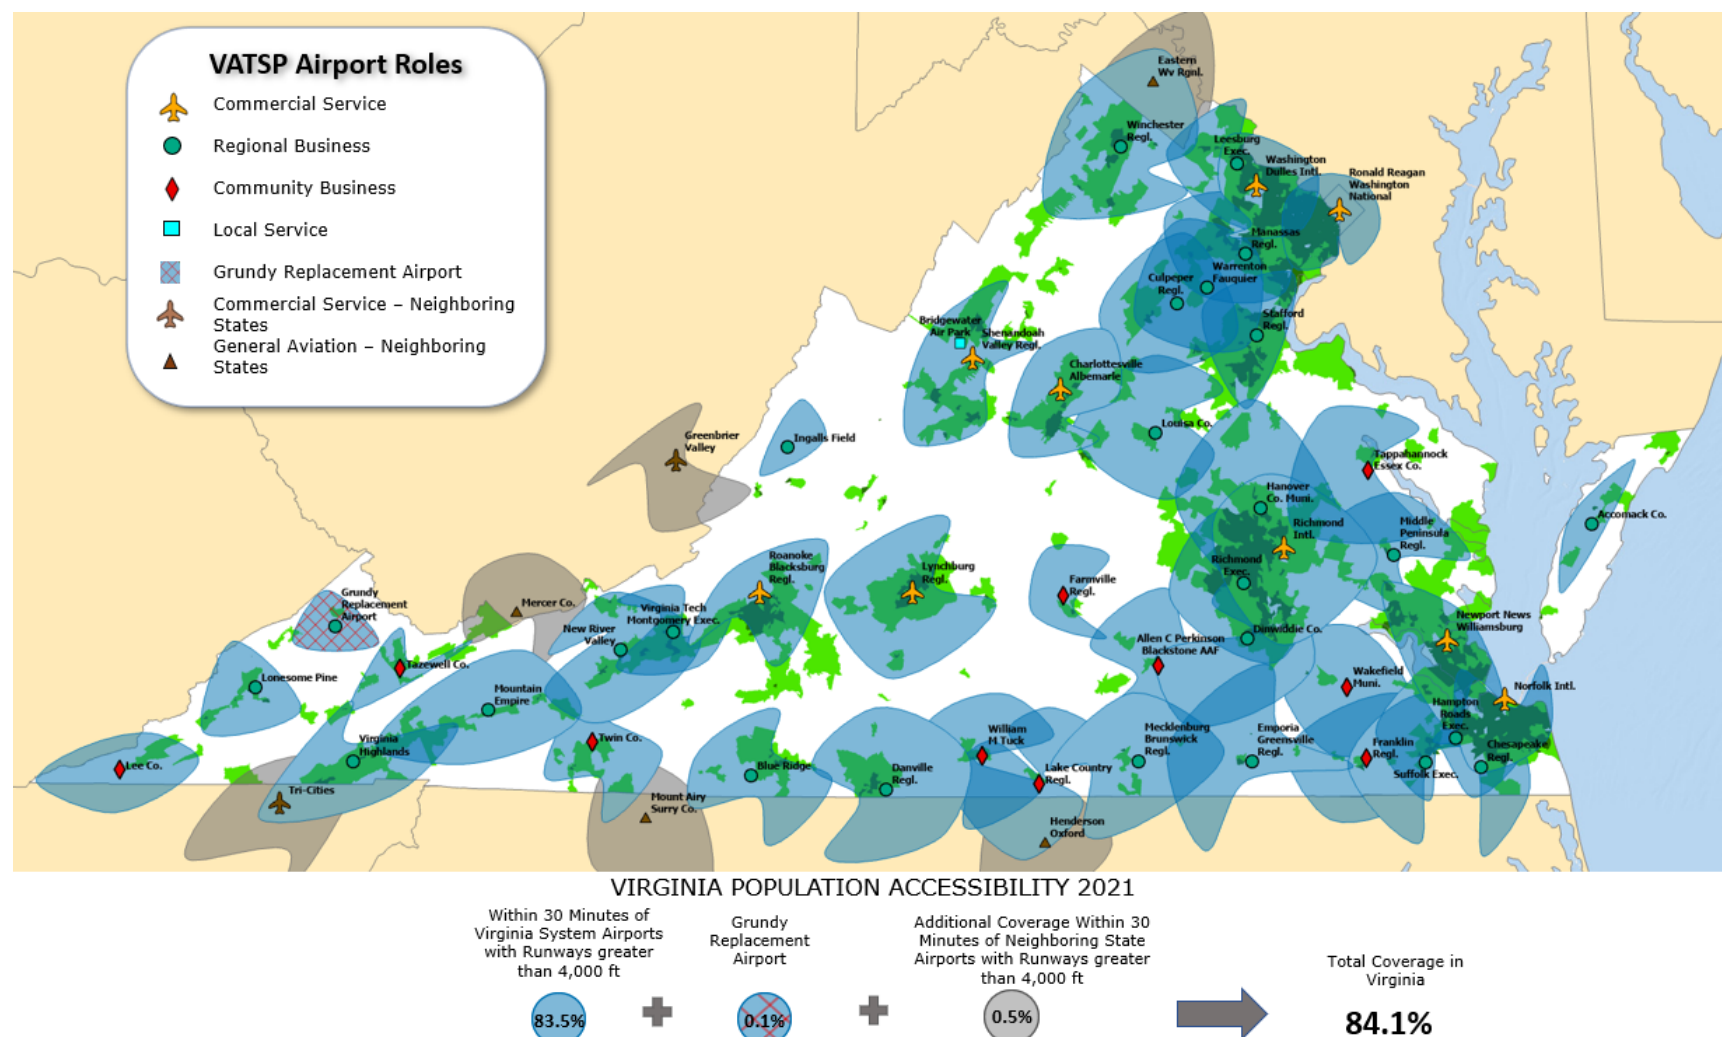 VATSP Airport Roles
Commercial Service
Regional Business
Community Business
Local Service
Grundy Replacement Airport
Commercial Service – Neighboring
States
General Aviation – Neighboring
States
Eastern
Wv Rgnl.
Winchester
Regl.
Leesburg
Exec.
Washington
Dulles Intl.
Ronald Reagan
Washington
National
Manassas
Regl.
Warrenton
Fauquier
Culpeper
Regl.
Stafford
Regl.
Bridgewater
Air Park
Shenandoah
Valley Regl.
Charlottesville
Albemarle
Louisa Co.
Greenbrier
Valley
Ingalls Field
Tappahannock
Essex Co.
Hanover
Co. Muni.
Richmond
Intl.
Middle
Peninsula
Regl.
Accomack Co.
Richmond
Exec.
Roanoke
Blacksburg
Regl.
Lynchburg
Regl.
Farmville
Regl.
Grundy
Replacement
Airport
Mercer Co.
Virginia Tech
Montgomery Exec.
New River
Valley
Newport News
Williamsburg
Dinwiddie Co.
Allen C Perkinson
Blackstone AAF
Tazewell Co.
Lonesome Pine
Mountain
Empire
Wakefield
Muni.
Norfolk Intl.
Hampton
Roads
Exec.
Virginia
Highlands
Twin Co.
William
M Tuck
Mecklenburg
Brunswick
Regl.
Emporia
Greensville
Regl.
Franklin
Regl.
Chesapeake
Regl.
Suffolk Exec.
Lee Co.
Blue Ridge
Danville
Regl.
Lake Country
Regl.
Tri-Cities
Mount Airy
Surry Co.
Henderson
Oxford
VIRGINIA POPULATION ACCESSIBILITY 2021
Within 30 Minutes of
Virginia System Airports
with Runways greater
than 4,000 ft
83.5%
Grundy
Replacement
Airport
0.1%
Additional Coverage Within 30
Minutes of Neighboring State
Airports with Runways greater
than 4,000 ft
0.5%
Total Coverage in
Virginia
84.1%